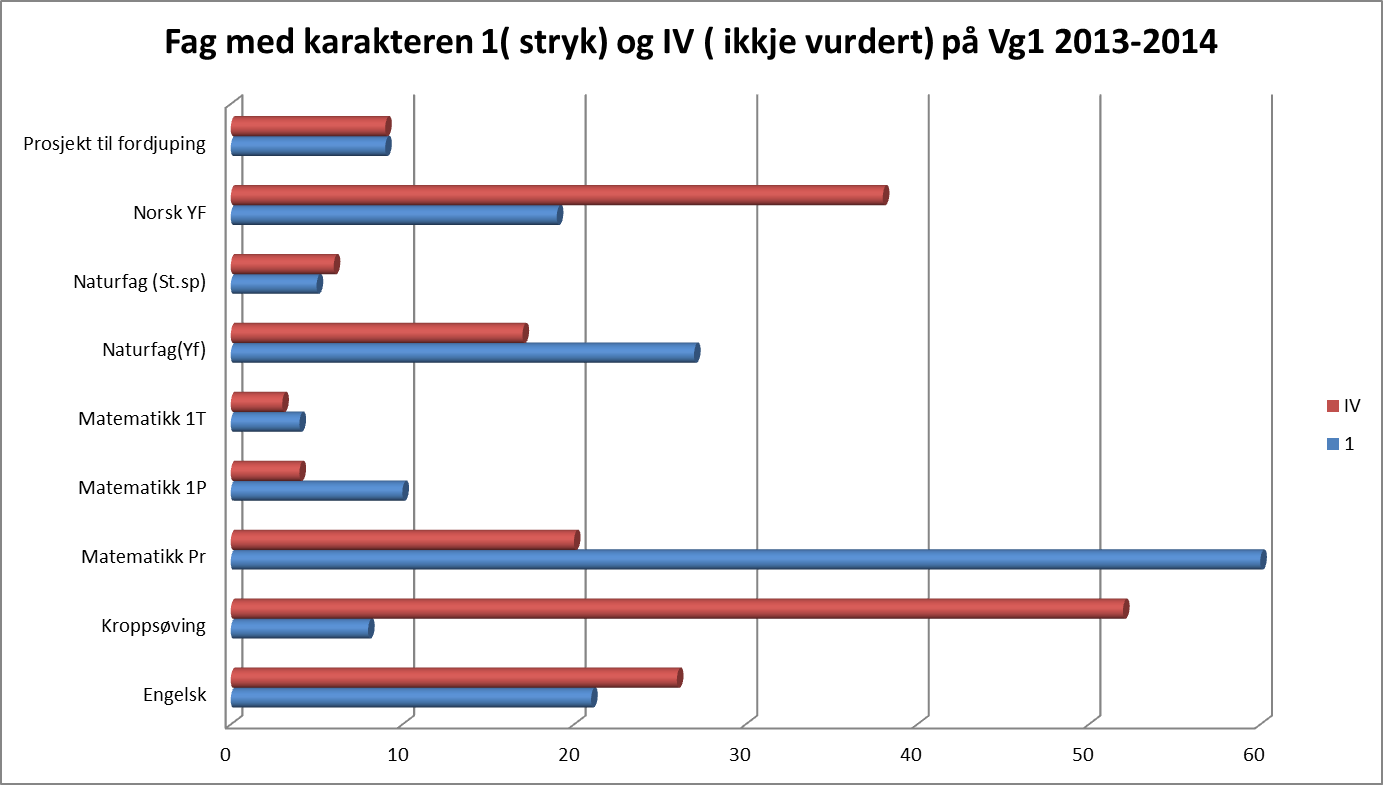 Fag med karakteren 1( stryk) og IV ( ikkje vurdert) på Vg1 2013-2014
Prosjekt til fordjuping
Norsk YF
Naturfag (St.sp)
Naturfag(Yf)
Matematikk 1T
Matematikk 1P
Matematikk Pr
Kroppsøving
Engelsk
IV
1
0 10 20 30 40 50 60